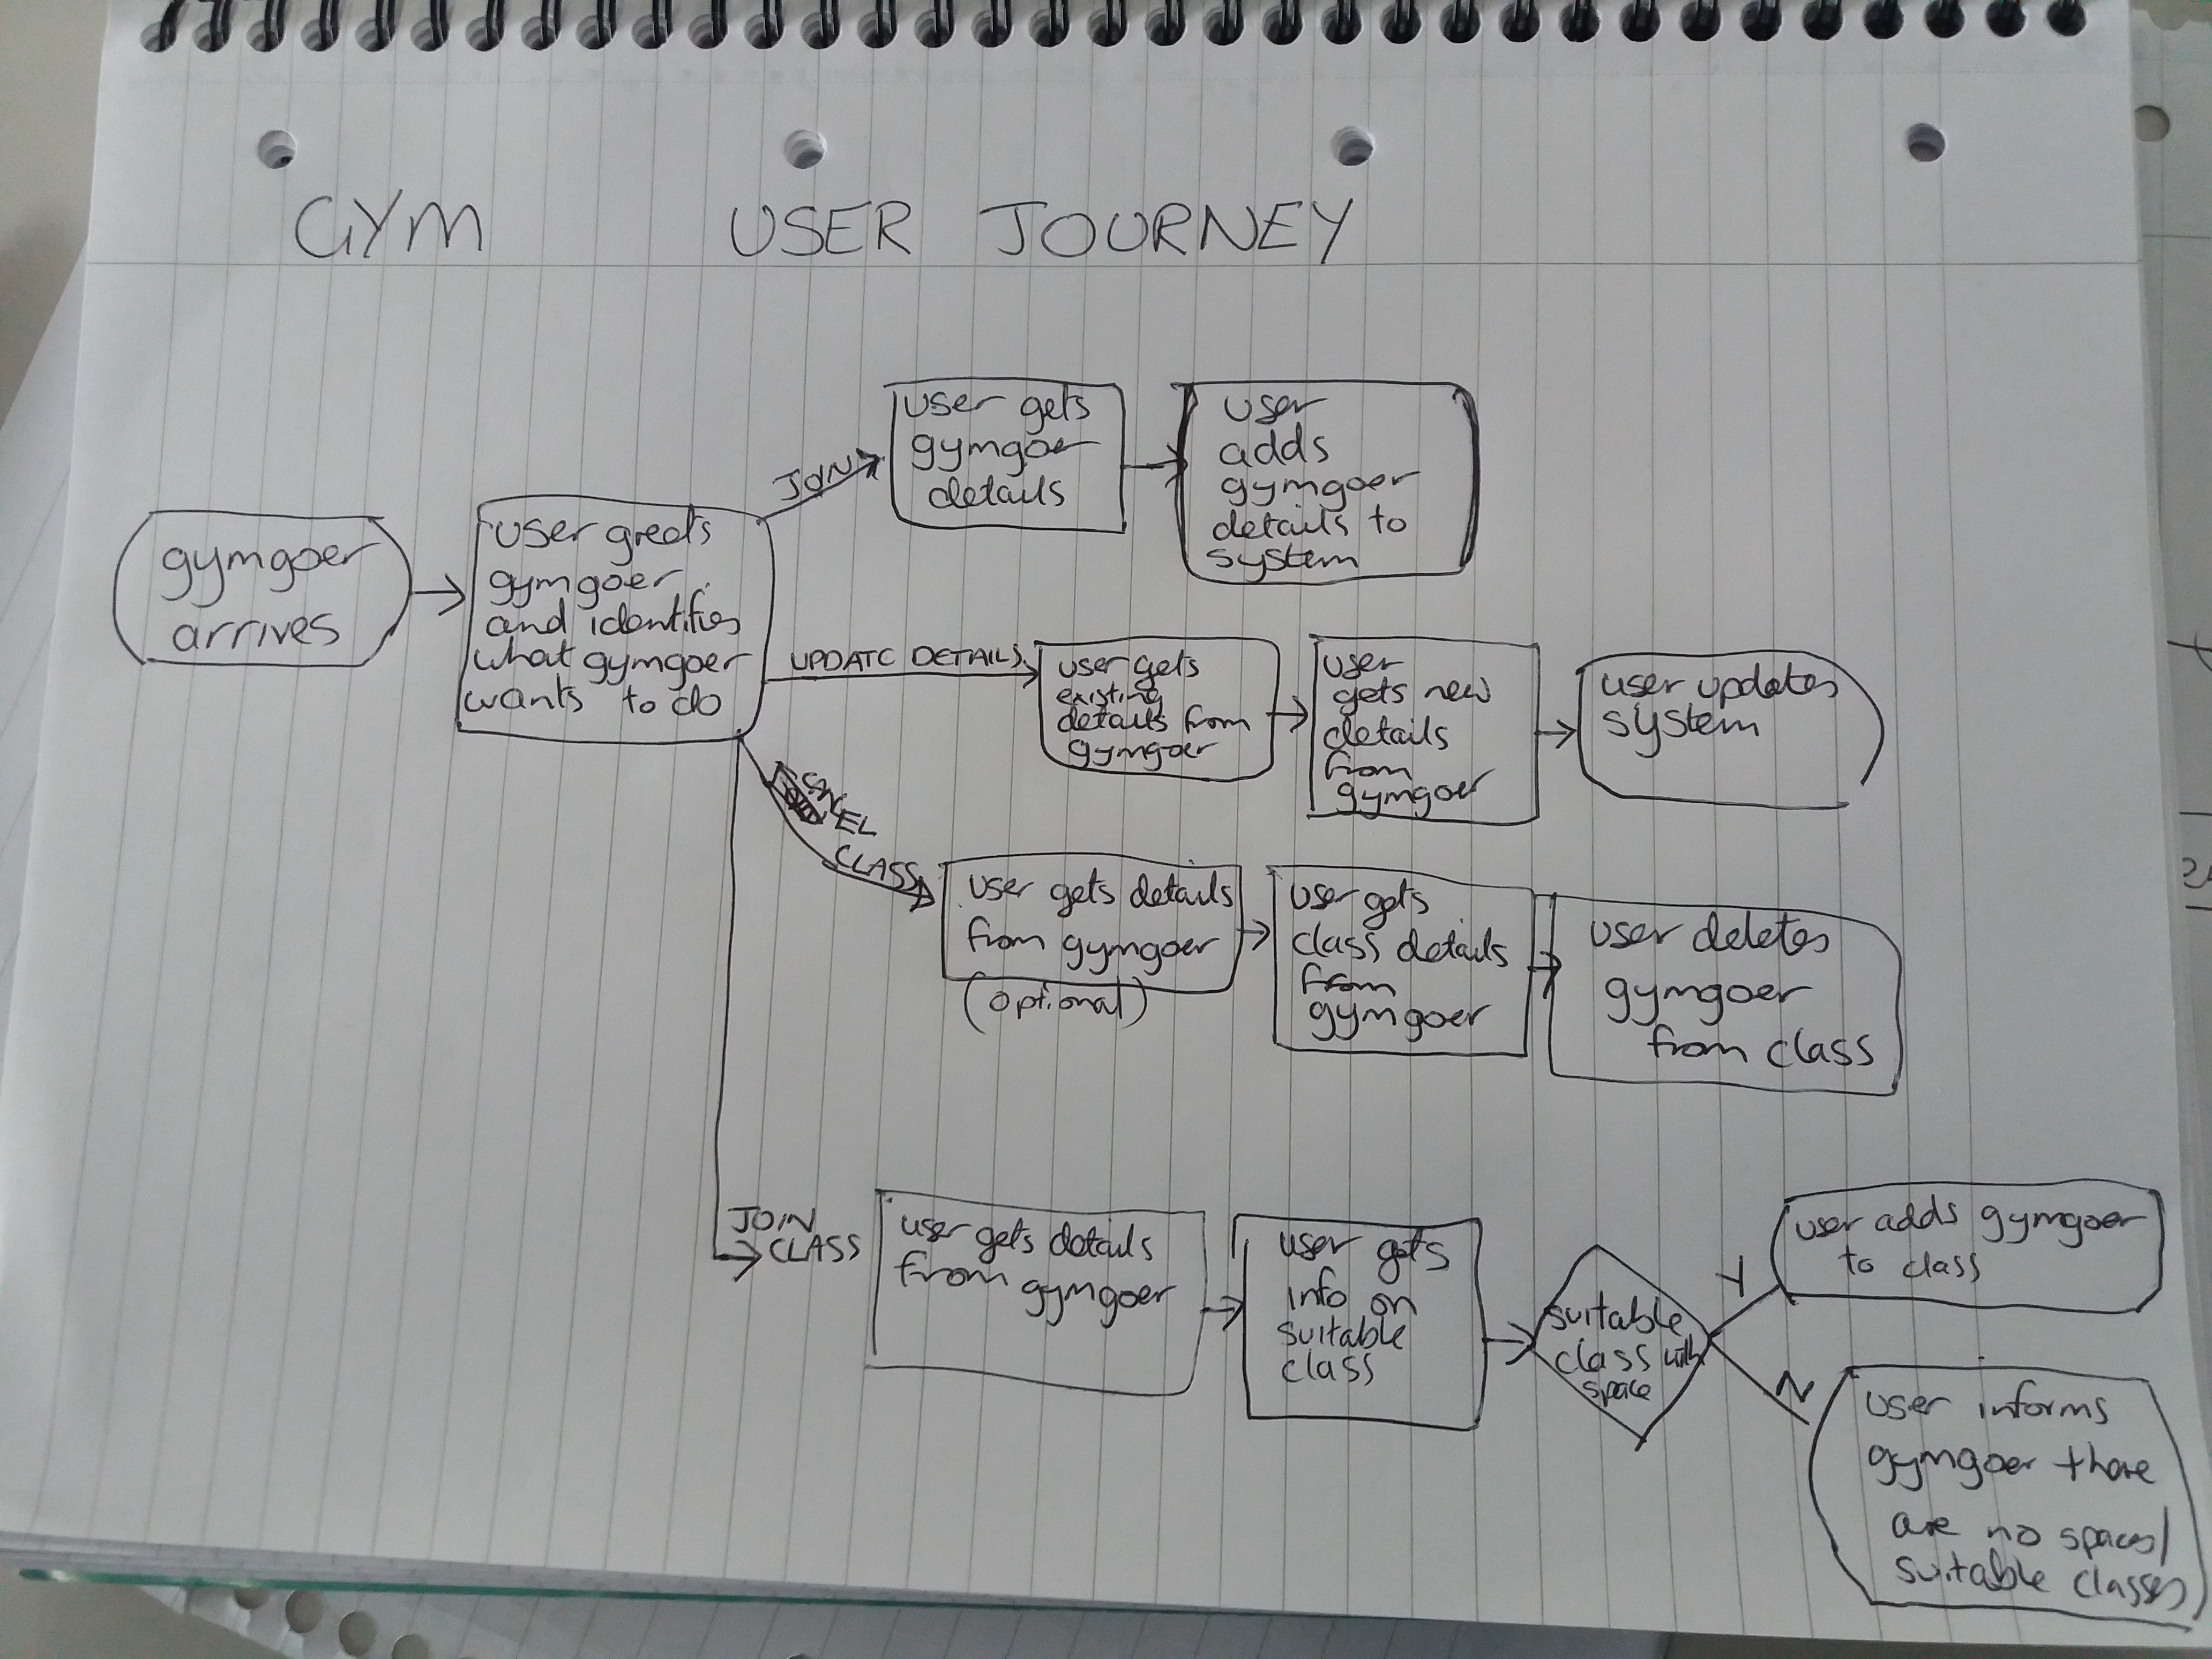 GYM USER JOURNEY
gymgoer
arrives
user greets
gymgoer
and identifies
what gymgoer
wants to do
JOIN
user gets
gymgoer
details
user
adds
gymgoer
details to
system
UPDATE DETAILS
user gets
existing
details from
gymgoer
user
gets new
details
from
gymgoer
user updates
system
CANCEL
CLASS
user gets details
from gymgoer
(optional)
user gets
class details
from
gymgoer
user deletes
gymgoer
from class
JOIN
CLASS
user gets details
from gymgoer
user gets
info on
suitable
class
suitable
class with
space
Y
user adds gymgoer
to class
N
user informs
gymgoer there
are no spaces/
suitable classes